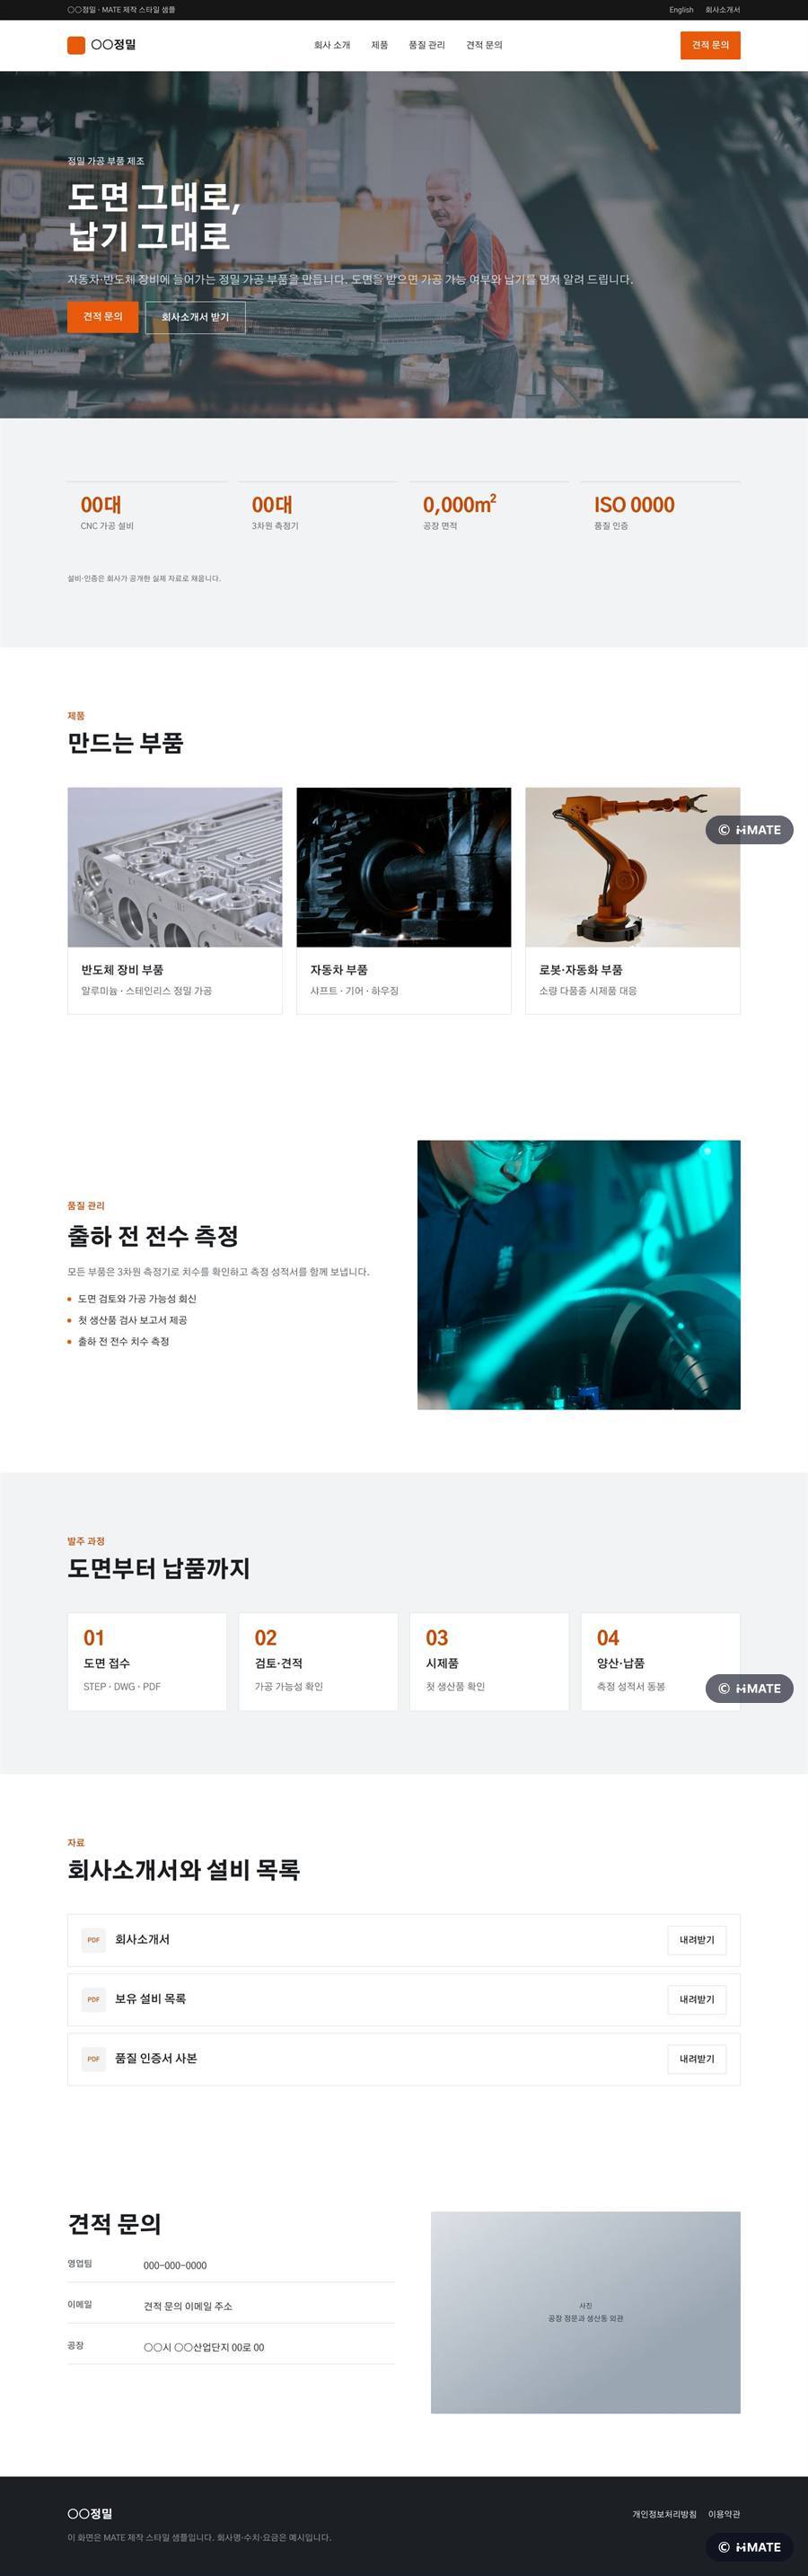 ○○정밀 · MATE 제작 스타일 샘플
English 회사소개서
○○정밀
회사 소개 제품 품질 관리 견적 문의
견적 문의
정밀 가공 부품 제조
도면 그대로,
납기 그대로
자동차·반도체 장비에 들어가는 정밀 가공 부품을 만듭니다. 도면을 받으면 가공 가능 여부와 납기를 먼저 알려 드립니다.
견적 문의 회사소개서 받기
00대
CNC 가공 설비
00대
3차원 측정기
0,000m²
공장 면적
ISO 0000
품질 인증
설비·인증은 회사가 공개한 실제 자료로 채웁니다.
제품
만드는 부품
© MATE
반도체 장비 부품
알루미늄 · 스테인리스 정밀 가공
자동차 부품
샤프트 · 기어 · 하우징
로봇·자동화 부품
소량 다품종 시제품 대응
품질 관리
출하 전 전수 측정
모든 부품은 3차원 측정기로 치수를 확인하고 측정 성적서를 함께 보냅니다.
도면 검토와 가공 가능성 회신
첫 생산품 검사 보고서 제공
출하 전 전수 치수 측정
발주 과정
도면부터 납품까지
01
도면 접수
STEP · DWG · PDF
02
검토·견적
가공 가능성 확인
03
시제품
첫 생산품 확인
04
양산·납품
측정 성적서 동봉
© MATE
자료
회사소개서와 설비 목록
PDF 회사소개서 내려받기
PDF 보유 설비 목록 내려받기
PDF 품질 인증서 사본 내려받기
견적 문의
영업팀 000-000-0000
이메일 견적 문의 이메일 주소
공장 ○○시 ○○산업단지 00로 00
사진
공장 정문과 생산동 외관
○○정밀
개인정보처리방침 이용약관
이 화면은 MATE 제작 스타일 샘플입니다. 회사명·수치·요금은 예시입니다.
© MATE